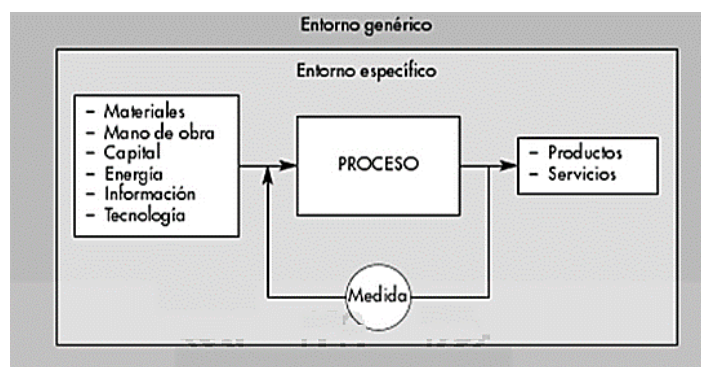 Entorno genérico
Entorno específico
– Materiales
– Mano de obra
– Capital
– Energía
– Información
– Tecnología
PROCESO
– Productos
– Servicios
Medida